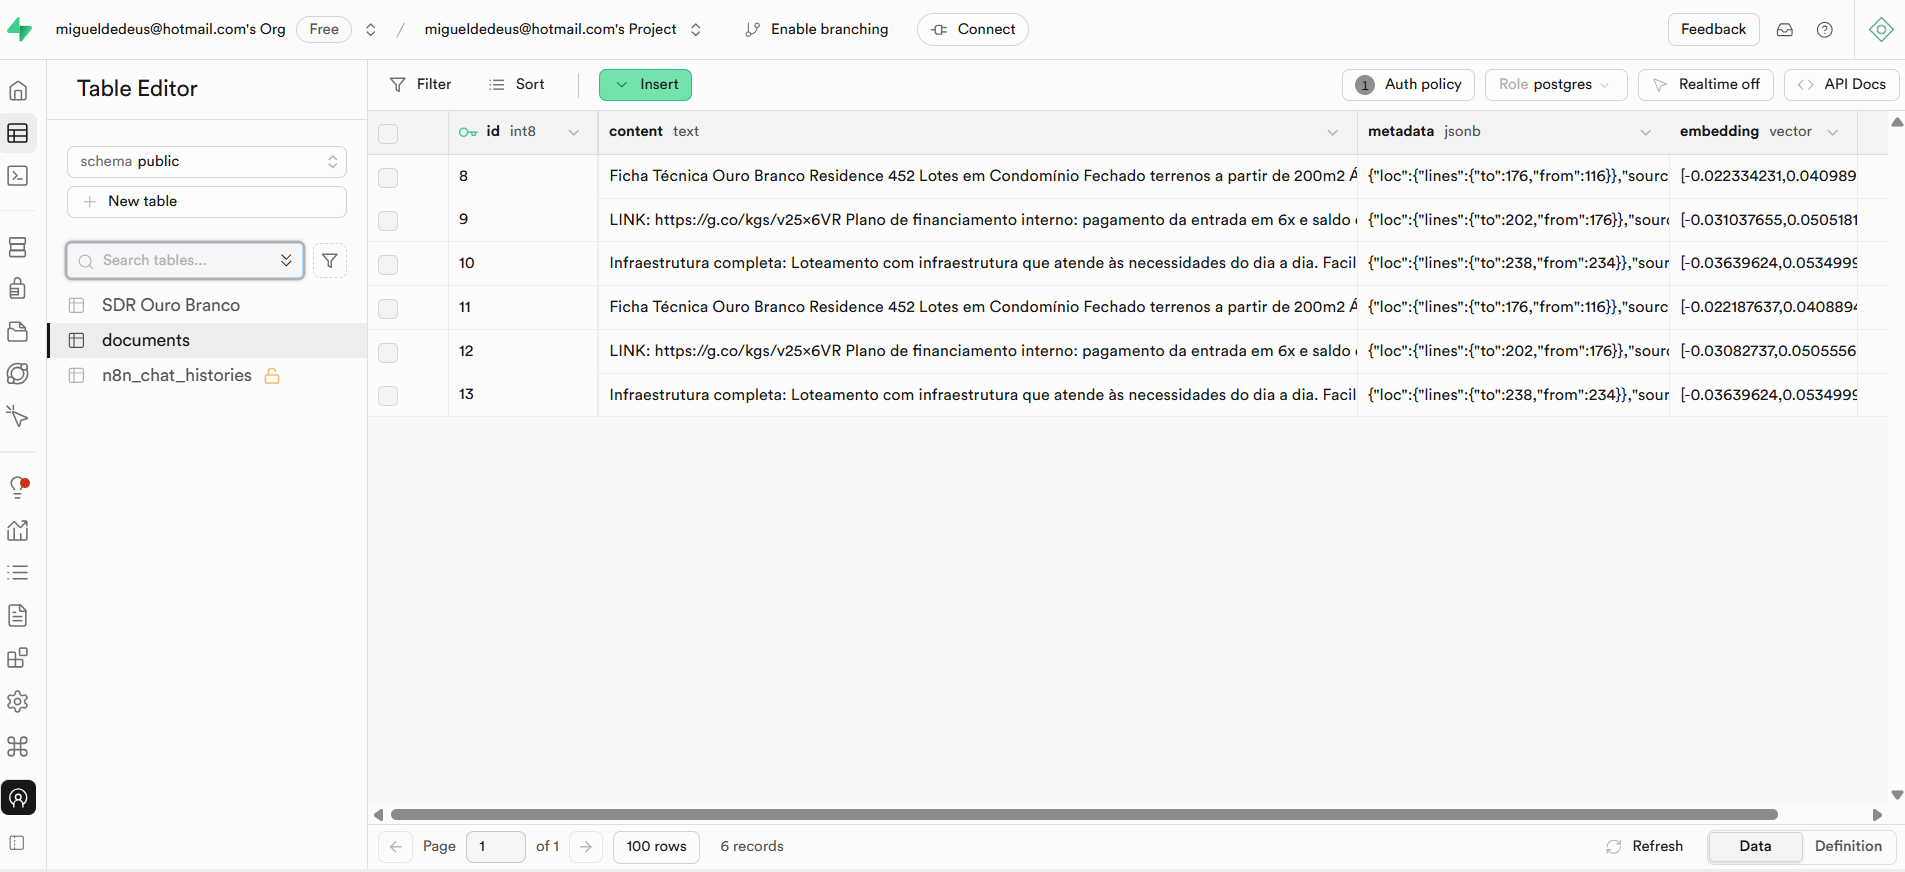 migueldedeus@hotmail.com's Org Free / migueldedeus@hotmail.com's Project Enable branching Connect Feedback
Table Editor
Filter Sort Insert 1 Auth policy Role postgres Realtime off API Docs
schema public
New table
Search tables...
SDR Ouro Branco
documents
n8n_chat_histories
id int8 content text metadata jsonb embedding vector
8 Ficha Técnica Ouro Branco Residence 452 Lotes em Condomínio Fechado terrenos a partir de 200m2 Á {"loc":{"lines":{"to":176,"from":116}},"sourc [-0.022334231,0.040989
9 LINK: https://g.co/kgs/v25x6VR Plano de financiamento interno: pagamento da entrada em 6x e saldo {"loc":{"lines":{"to":202,"from":176}},"sour [-0.031037655,0.0505181
10 Infraestrutura completa: Loteamento com infraestrutura que atende às necessidades do dia a dia. Facil {"loc":{"lines":{"to":238,"from":234}},"sour [-0.03639624,0.0534999
11 Ficha Técnica Ouro Branco Residence 452 Lotes em Condomínio Fechado terrenos a partir de 200m2 Á {"loc":{"lines":{"to":176,"from":116}},"sourc [-0.022187637,0.0408894
12 LINK: https://g.co/kgs/v25x6VR Plano de financiamento interno: pagamento da entrada em 6x e saldo {"loc":{"lines":{"to":202,"from":176}},"sour [-0.03082737,0.0505556
13 Infraestrutura completa: Loteamento com infraestrutura que atende às necessidades do dia a dia. Facil {"loc":{"lines":{"to":238,"from":234}},"sour [-0.03639624,0.0534999
Page 1 of 1 100 rows 6 records Refresh Data Definition